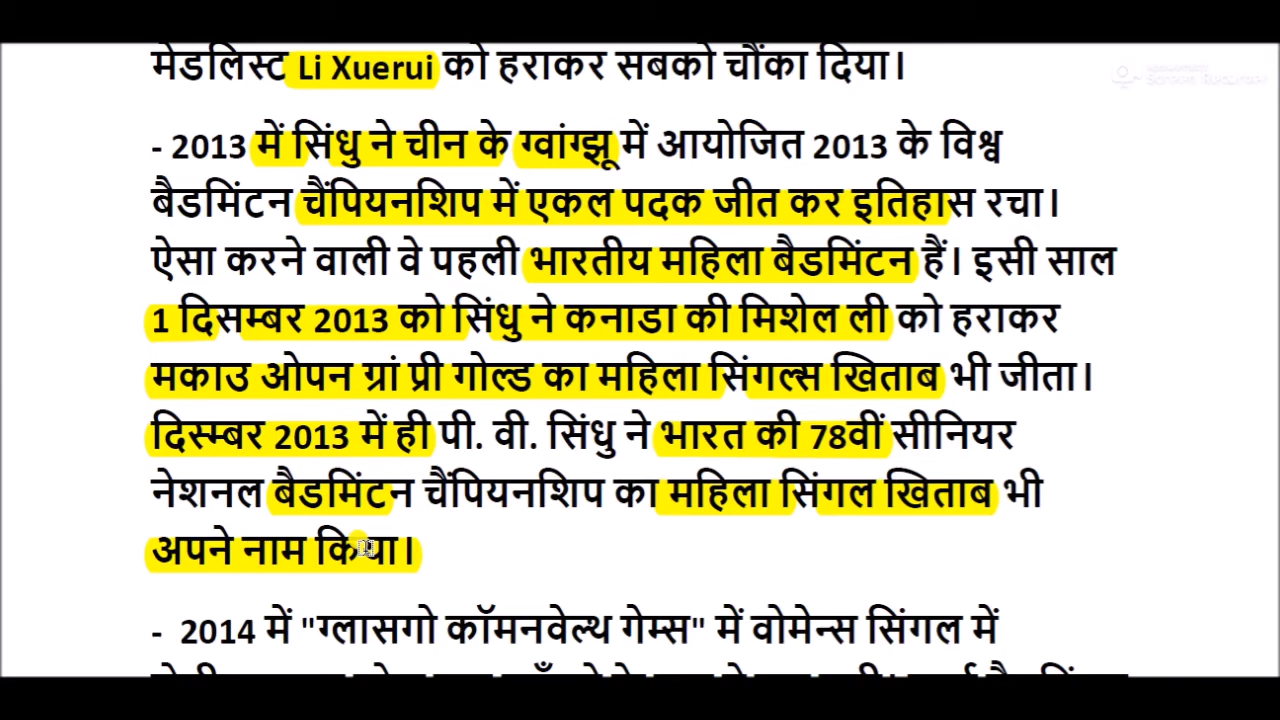 मेडलिस्ट Li Xuerui को हराकर सबको चौंका दिया।
- 2013 में सिंधु ने चीन के ग्वांग्झू में आयोजित 2013 के विश्व
बैडमिंटन चैंपियनशिप में एकल पदक जीत कर इतिहास रचा।
ऐसा करने वाली वे पहली भारतीय महिला बैडमिंटन हैं। इसी साल
1 दिसम्बर 2013 को सिंधु ने कनाडा की मिशेल ली को हराकर
मकाउ ओपन ग्रां प्री गोल्ड का महिला सिंगल्स खिताब भी जीता।
दिस्म्बर 2013 में ही पी. वी. सिंधु ने भारत की 78वीं सीनियर
नेशनल बैडमिंटन चैंपियनशिप का महिला सिंगल खिताब भी
अपने नाम किया।
- 2014 में "ग्लासगो कॉमनवेल्थ गेम्स" में वोमेन्स सिंगल में